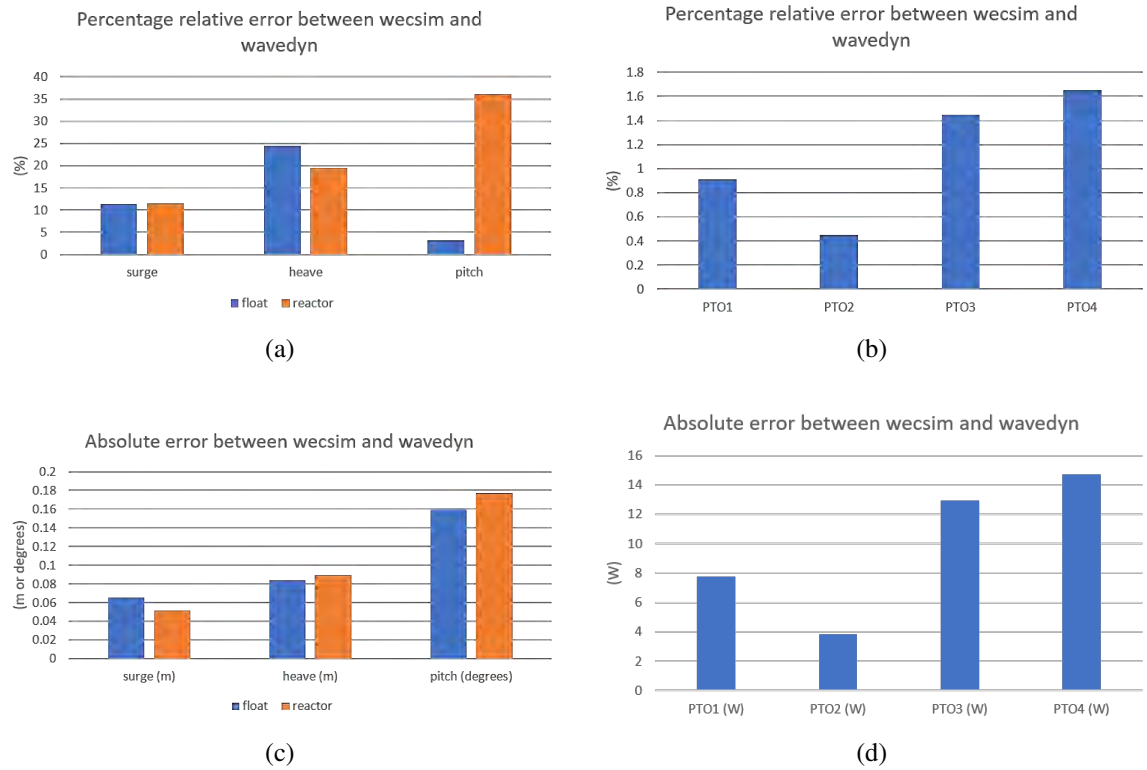 Percentage relative error between wecsim and
wavedyn
40
35
30
25
20
15
10
5
0
(%)
surge
heave
pitch
float
reactor
(a)
Percentage relative error between wecsim and
wavedyn
1.8
1.6
1.4
1.2
1
0.8
0.6
0.4
0.2
0
(%)
PTO1
PTO2
PTO3
PTO4
(b)
Absolute error between wecsim and wavedyn
0.2
0.18
0.16
0.14
0.12
0.1
0.08
0.06
0.04
0.02
0
(m or degrees)
surge (m)
heave (m)
pitch (degrees)
float
reactor
(c)
Absolute error between wecsim and wavedyn
16
14
12
10
8
6
4
2
0
(W)
PTO1 (W)
PTO2 (W)
PTO3 (W)
PTO4 (W)
(d)